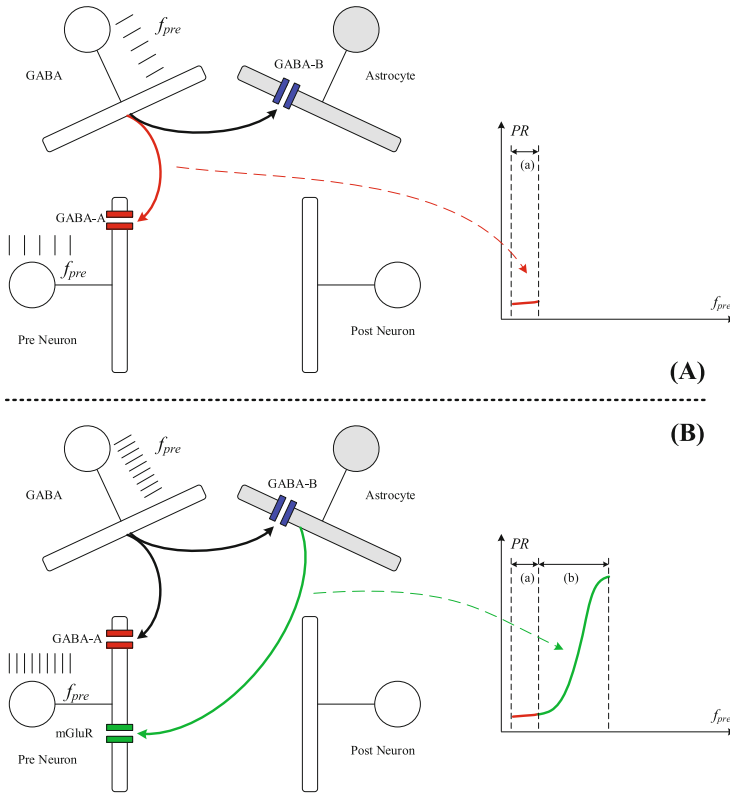 f_pre
GABA
GABA-B
Astrocyte
PR
(a)
GABA-A
f_pre
f_pre
Pre Neuron
Post Neuron
(A)
(B)
f_pre
GABA
GABA-B
Astrocyte
PR
(a)
(b)
GABA-A
f_pre
f_pre
mGluR
Pre Neuron
Post Neuron